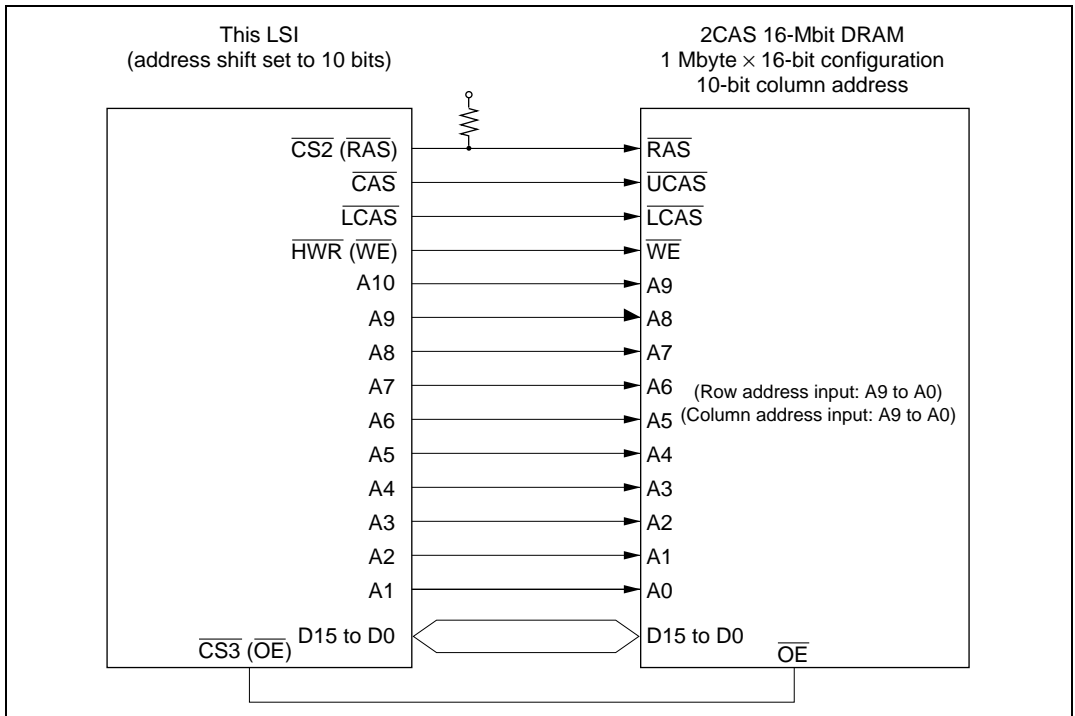 This LSI
(address shift set to 10 bits)
2CAS 16-Mbit DRAM
1 Mbyte × 16-bit configuration
10-bit column address
CS2 (RAS)
RAS
CAS
UCAS
LCAS
LCAS
HWR (WE)
WE
A10
A9
A9
A8
A8
A7
A7
A6
(Row address input: A9 to A0)
A6
A5
(Column address input: A9 to A0)
A5
A4
A4
A3
A3
A2
A2
A1
A1
A0
D15 to D0
D15 to D0
CS3 (OE)
OE